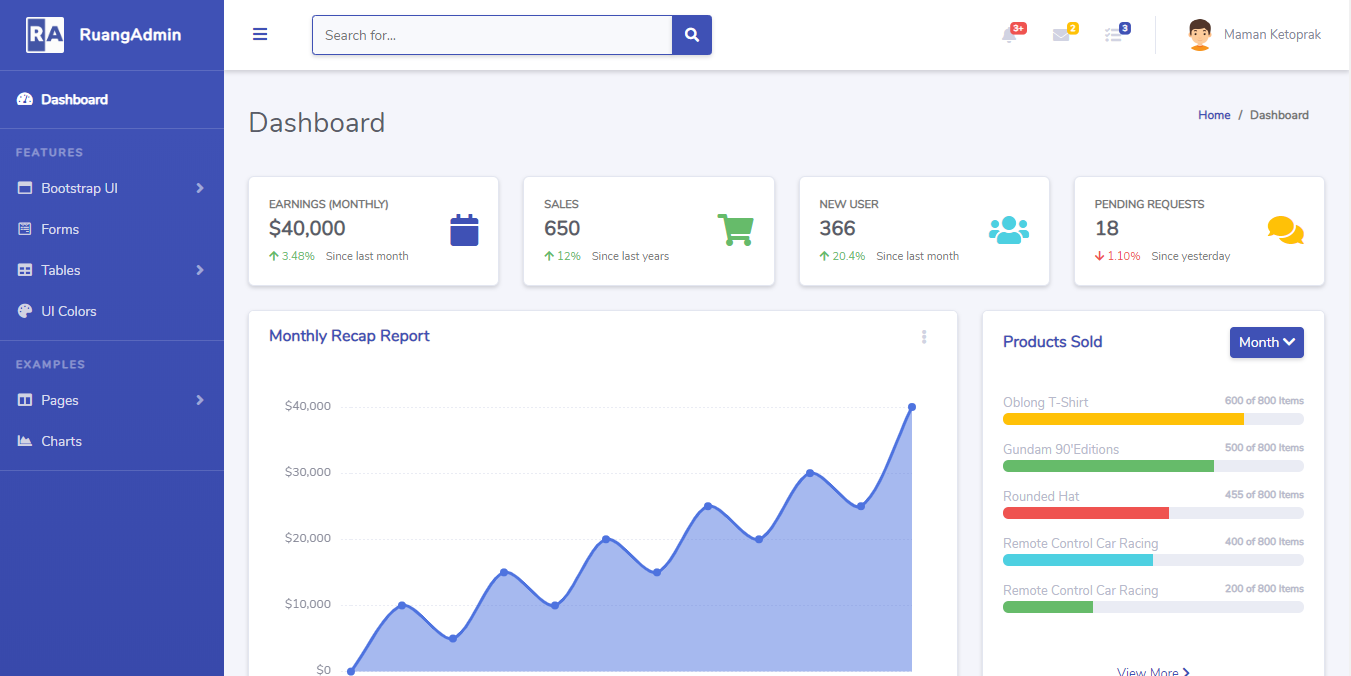 RA RuangAdmin
Search for...
3+
2
3
Maman Ketoprak
Dashboard
FEATURES
Bootstrap UI
Forms
Tables
UI Colors
EXAMPLES
Pages
Charts
Dashboard
Home / Dashboard
EARNINGS (MONTHLY)
$40,000
3.48% Since last month
SALES
650
12% Since last years
NEW USER
366
20.4% Since last month
PENDING REQUESTS
18
1.10% Since yesterday
Monthly Recap Report
$40,000
$30,000
$20,000
$10,000
$0
Products Sold
Month
Oblong T-Shirt 600 of 800 Items
Gundam 90'Editions 500 of 800 Items
Rounded Hat 455 of 800 Items
Remote Control Car Racing 400 of 800 Items
Remote Control Car Racing 200 of 800 Items
View More